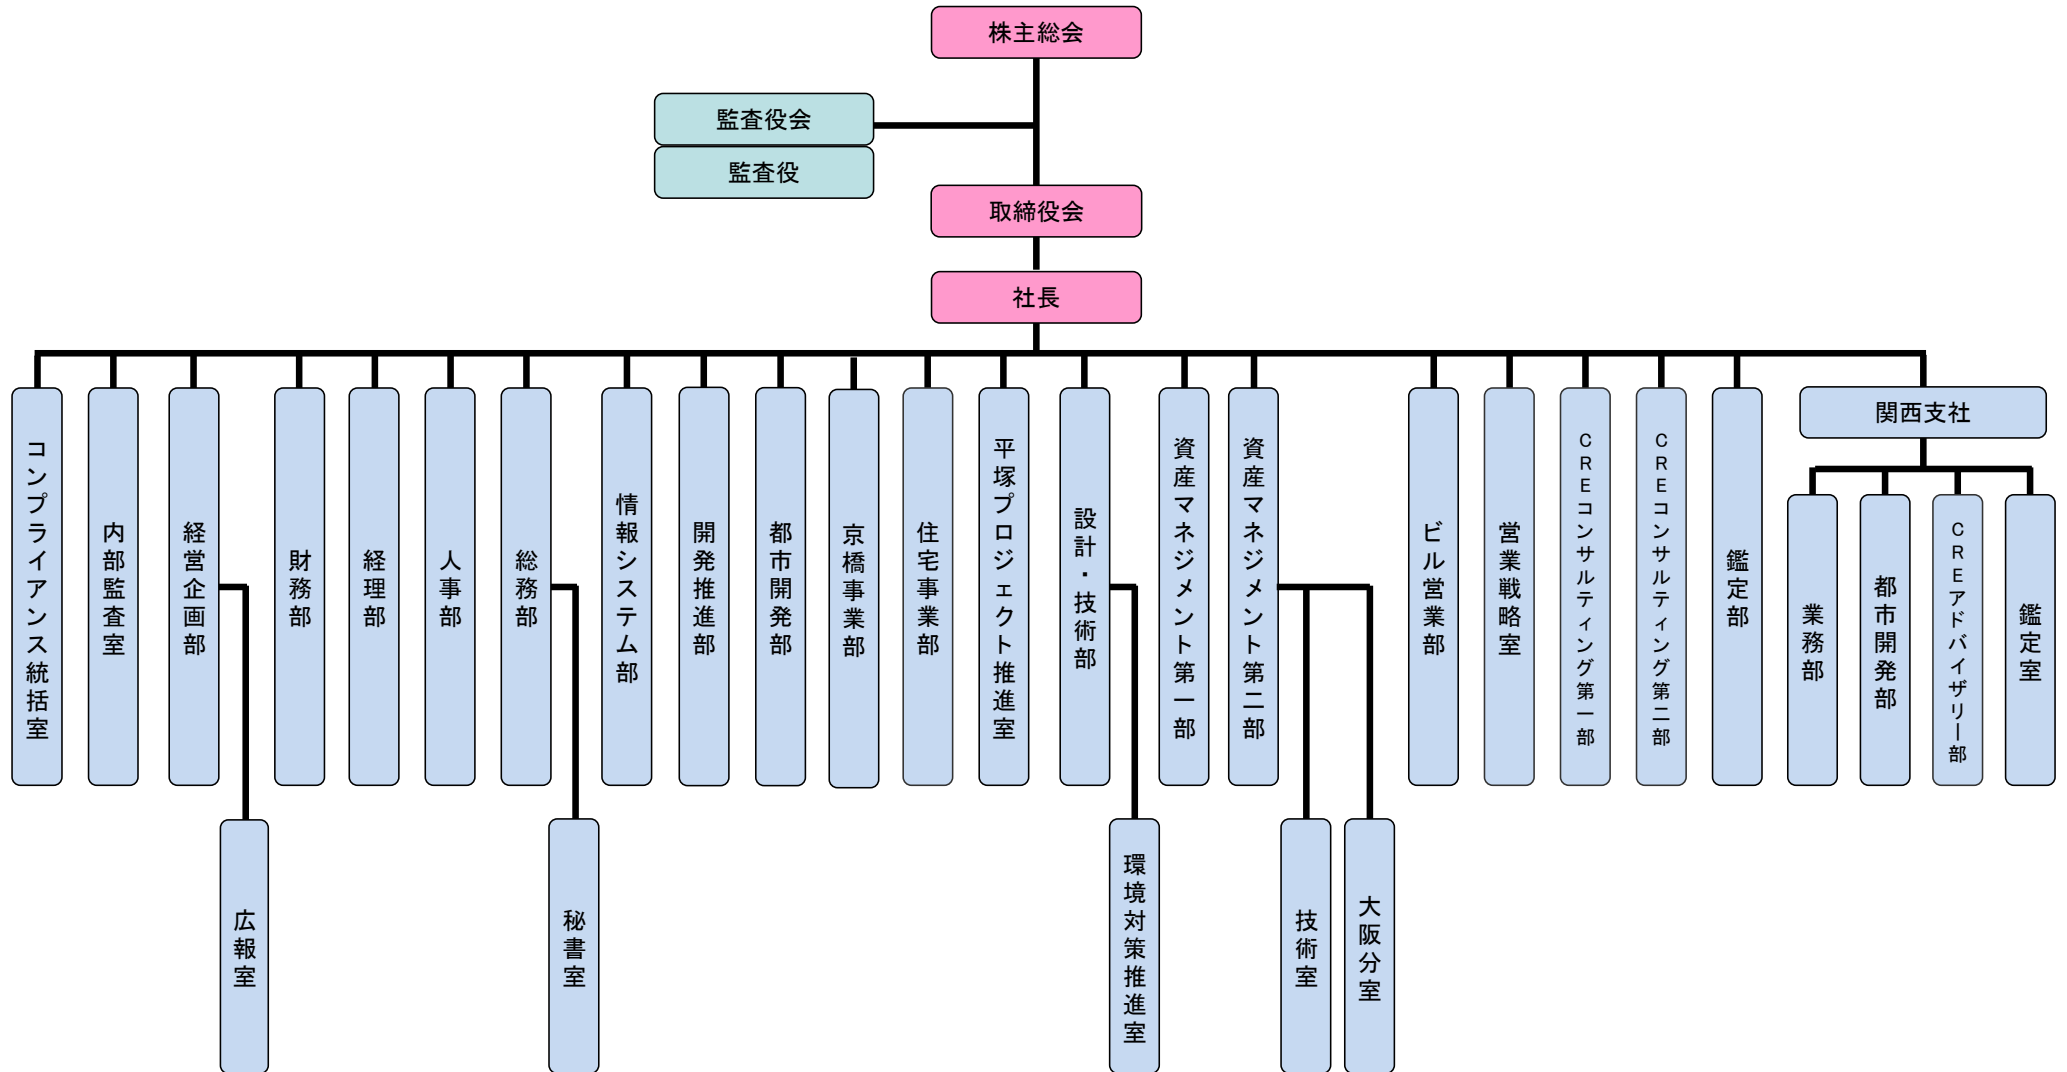 株主総会
監査役会
監査役
取締役会
社長
コンプライアンス統括室
内部監査室
経営企画部
財務部
経理部
人事部
総務部
情報システム部
開発推進部
都市開発部
京橋事業部
住宅事業部
平塚プロジェクト推進室
設計・技術部
資産マネジメント第一部
資産マネジメント第二部
ビル営業部
営業戦略室
CREコンサルティング第一部
CREコンサルティング第二部
鑑定部
関西支社
業務部
都市開発部
CREアドバイザリー部
鑑定室
広報室
秘書室
環境対策推進室
技術室
大阪分室